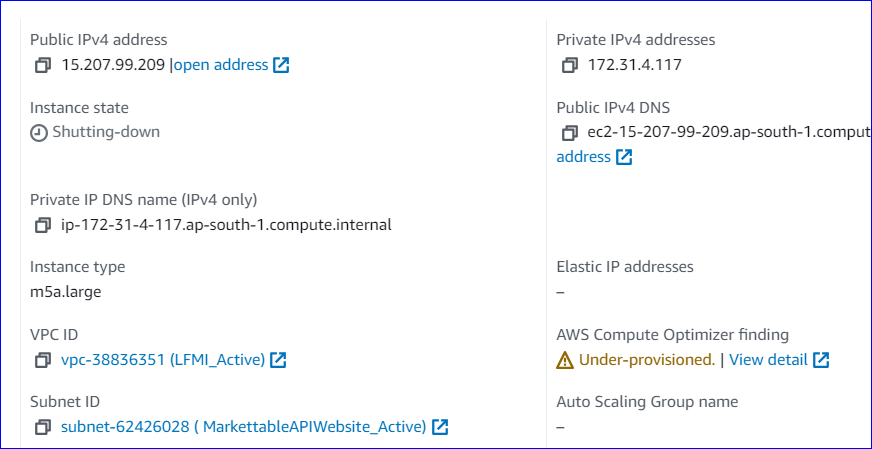 Public IPv4 address
15.207.99.209 |open address
Private IPv4 addresses
172.31.4.117
Instance state
Shutting-down
Public IPv4 DNS
ec2-15-207-99-209.ap-south-1.comput
address
Private IP DNS name (IPv4 only)
ip-172-31-4-117.ap-south-1.compute.internal
Instance type
m5a.large
Elastic IP addresses
–
VPC ID
vpc-38836351 (LFMI_Active)
AWS Compute Optimizer finding
Under-provisioned. | View detail
Subnet ID
subnet-62426028 ( MarkettableAPIWebsite_Active)
Auto Scaling Group name
–